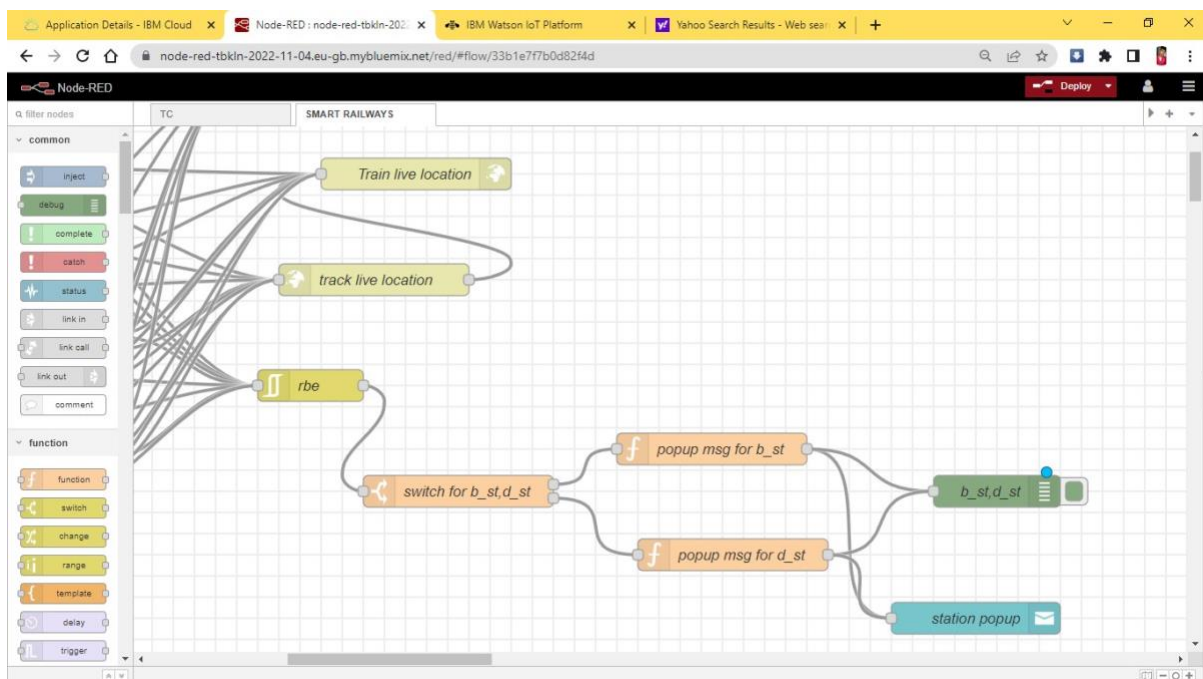 Application Details - IBM Cloud
Node-RED : node-red-tbkln-202
IBM Watson IoT Platform
Yahoo Search Results - Web sear
node-red-tbkln-2022-11-04.eu-gb.mybluemix.net/red/#flow/33b1e7f7b0d82f4d
Node-RED
Deploy
filter nodes
TC
SMART RAILWAYS
common
inject
debug
complete
catch
status
link in
link call
link out
comment
function
function
switch
change
range
template
delay
trigger
Train live location
track live location
rbe
switch for b_st,d_st
popup msg for b_st
popup msg for d_st
b_st,d_st
station popup